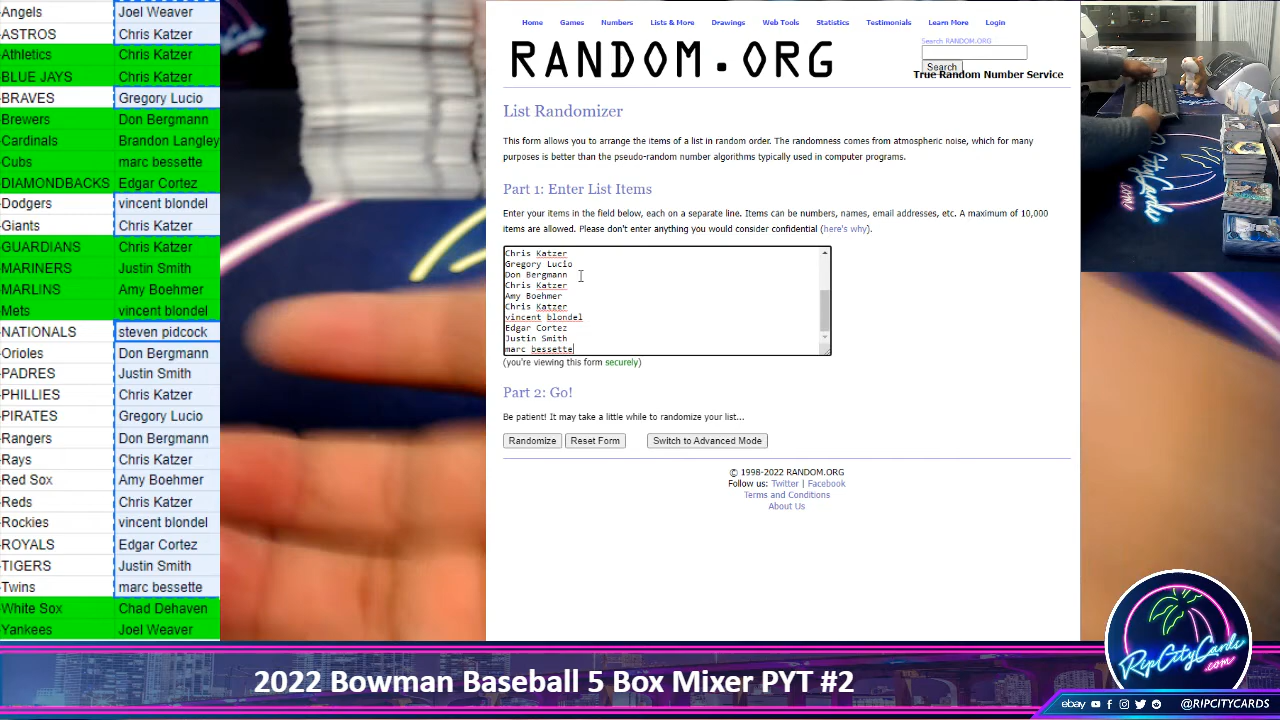 -Angels Joel Weaver
-ASTROS Chris Katzer
-Athletics Chris Katzer
-BLUE JAYS Chris Katzer
-BRAVES Gregory Lucio
-Brewers Don Bergmann
-Cardinals Brandon Langley
-Cubs marc bessette
-DIAMONDBACKS Edgar Cortez
-Dodgers vincent blondel
-Giants Chris Katzer
-GUARDIANS Chris Katzer
-MARINERS Justin Smith
-MARLINS Amy Boehmer
-Mets vincent blondel
-NATIONALS steven pidcock
-Orioles Don Bergmann
-PADRES Justin Smith
-PHILLIES Chris Katzer
-PIRATES Gregory Lucio
-Rangers Don Bergmann
-Rays Chris Katzer
-Red Sox Amy Boehmer
-Reds Chris Katzer
-Rockies vincent blondel
-ROYALS Edgar Cortez
-TIGERS Justin Smith
-Twins marc bessette
-White Sox Chad Dehaven
-Yankees Joel Weaver
Home Games Numbers Lists & More Drawings Web Tools Statistics Testimonials Learn More Login
RANDOM.ORG
Search RANDOM.ORG
Search
True Random Number Service
List Randomizer
This form allows you to arrange the items of a list in random order. The randomness comes from atmospheric noise, which for many
purposes is better than the pseudo-random number algorithms typically used in computer programs.
Part 1: Enter List Items
Enter your items in the field below, each on a separate line. Items can be numbers, names, email addresses, etc. A maximum of 10,000
items are allowed. Please don't enter anything you would consider confidential (here's why).
Chris Katzer
Gregory Lucio
Don Bergmann
Chris Katzer
Amy Boehmer
Chris Katzer
vincent blondel
Edgar Cortez
Justin Smith
marc bessette
(you're viewing this form securely)
Part 2: Go!
Be patient! It may take a little while to randomize your list...
Randomize Reset Form Switch to Advanced Mode
© 1998-2022 RANDOM.ORG
Follow us: Twitter | Facebook
Terms and Conditions
About Us
RipCityCards
.com
2022 Bowman Baseball 5 Box Mixer PYT #2
ebay @RIPCITYCARDS